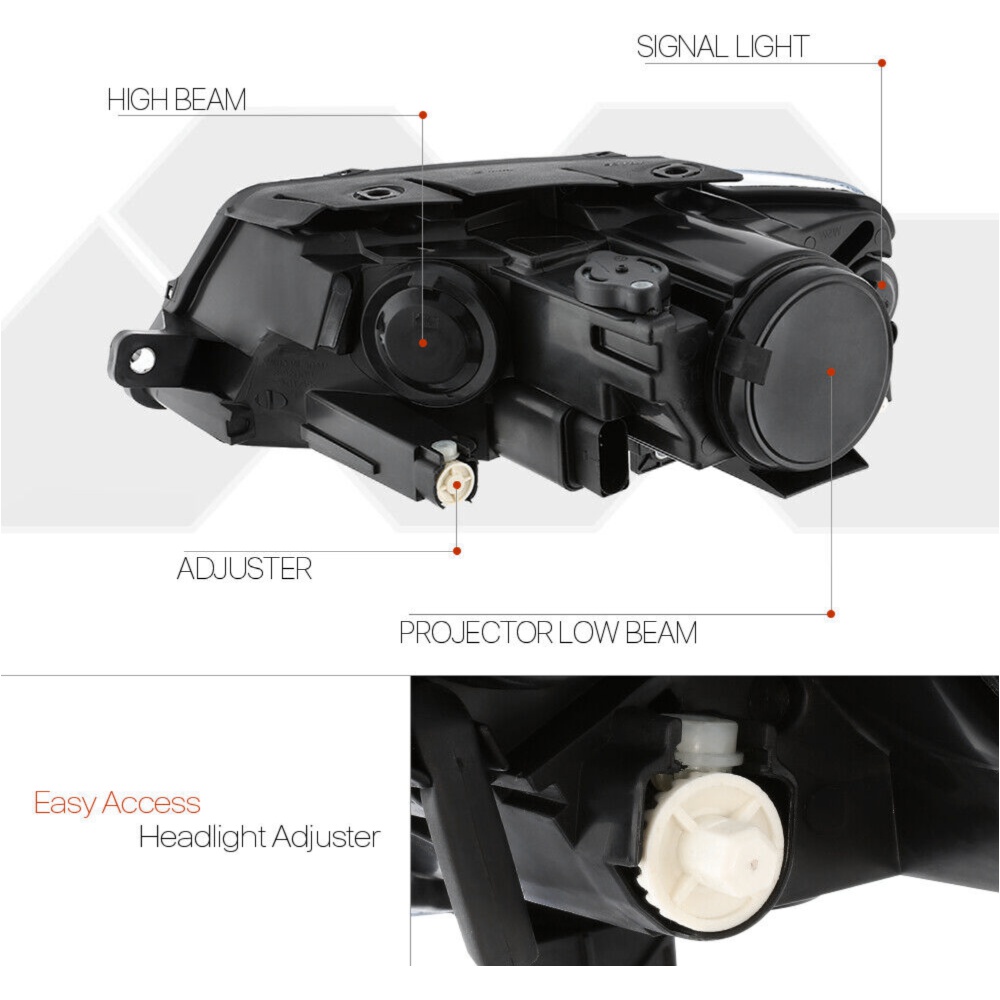 SIGNAL LIGHT
HIGH BEAM
ADJUSTER
PROJECTOR LOW BEAM
Easy Access
Headlight Adjuster